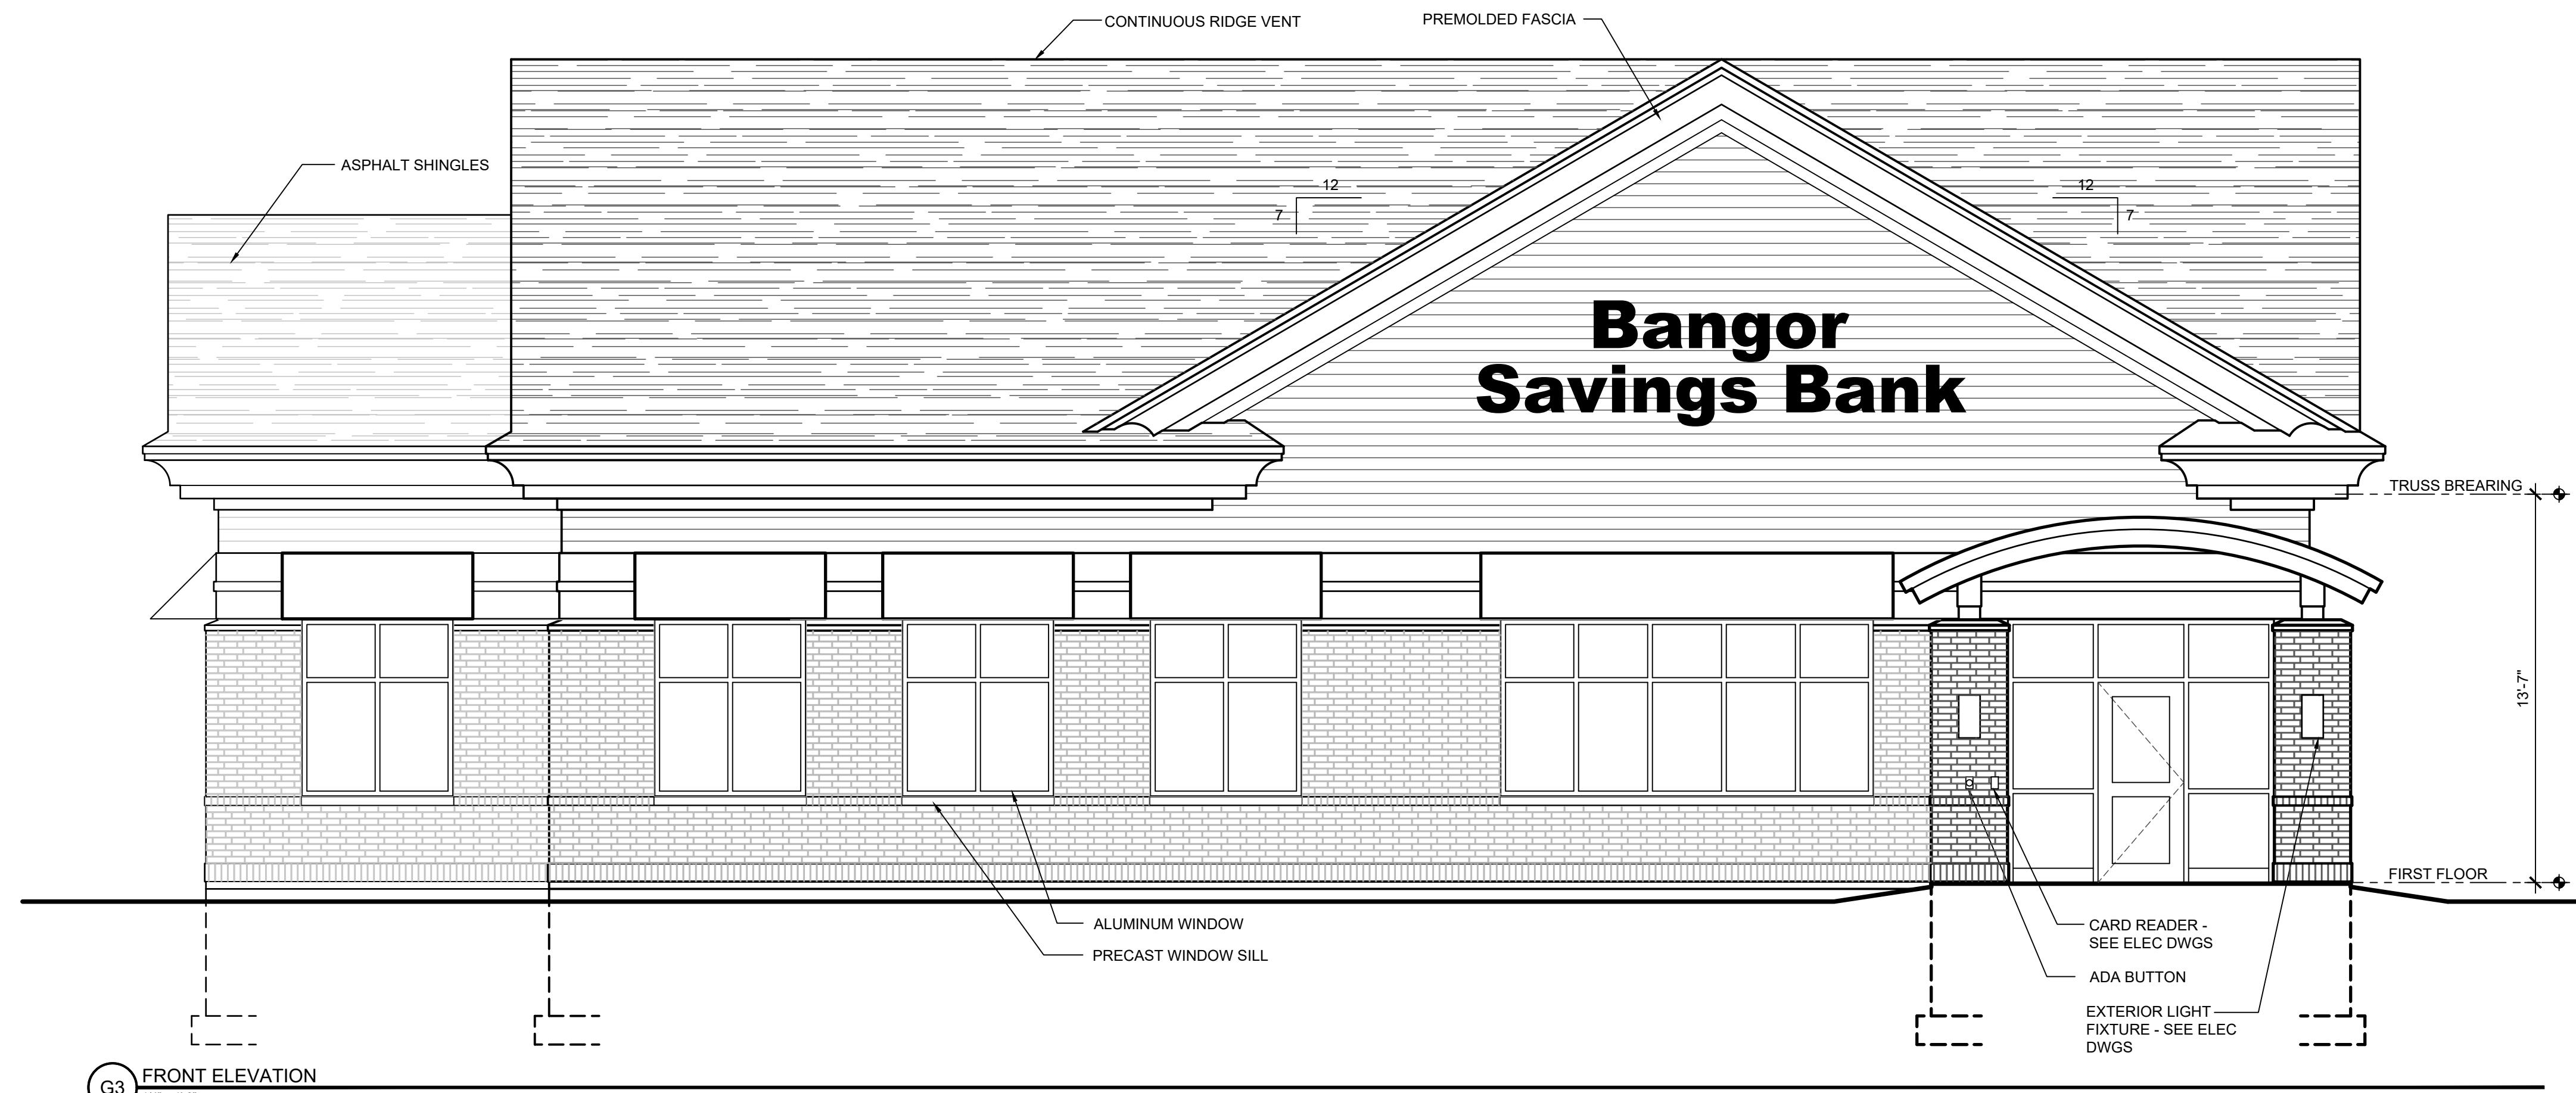 CONTINUOUS RIDGE VENT
PREMOLDED FASCIA
ASPHALT SHINGLES
12
7
12
7
Bangor
Savings Bank
TRUSS BREARING
13'-7"
FIRST FLOOR
ALUMINUM WINDOW
PRECAST WINDOW SILL
CARD READER -
SEE ELEC DWGS
ADA BUTTON
EXTERIOR LIGHT
FIXTURE - SEE ELEC
DWGS
G3
FRONT ELEVATION